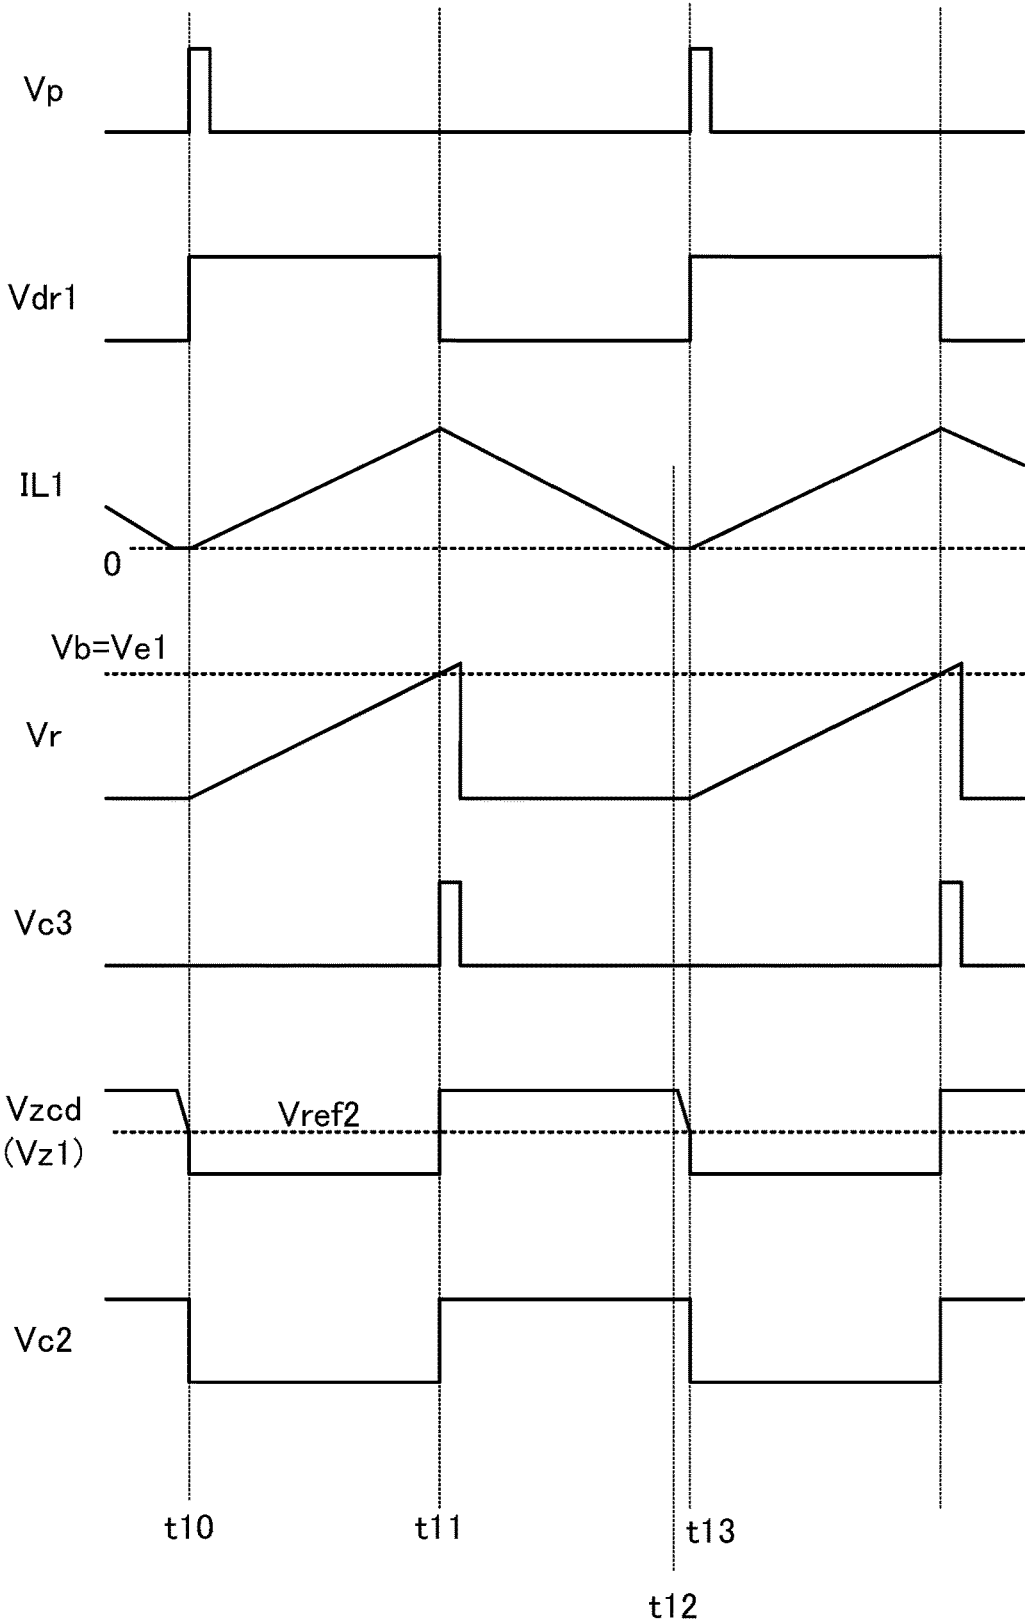 Vp
Vdr1
IL1
0
Vb=Ve1
Vr
Vc3
Vzcd
(Vz1)
Vref2
Vc2
t10
t11
t13
t12